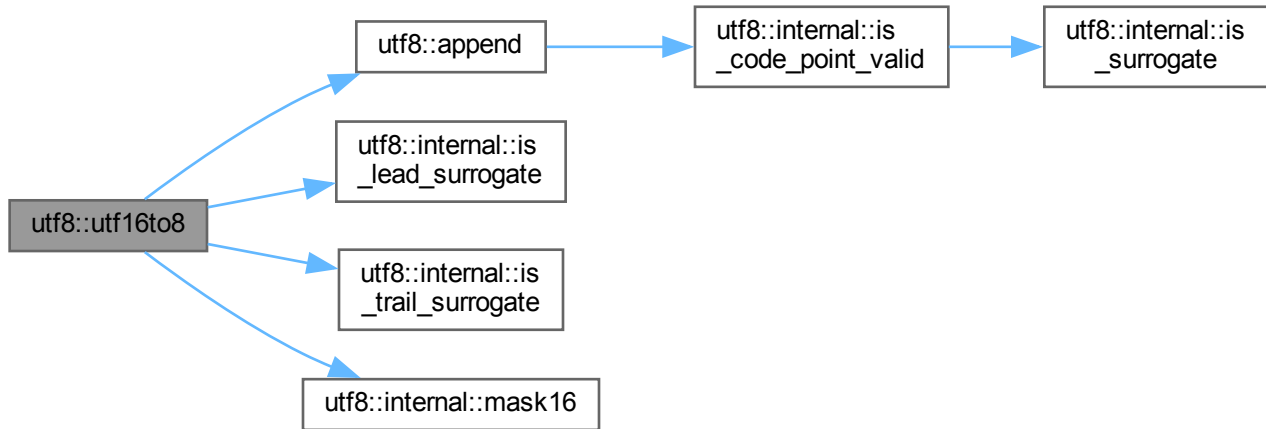 utf8::append
utf8::internal::is
_code_point_valid
utf8::internal::is
_surrogate
utf8::internal::is
_lead_surrogate
utf8::utf16to8
utf8::internal::is
_trail_surrogate
utf8::internal::mask16